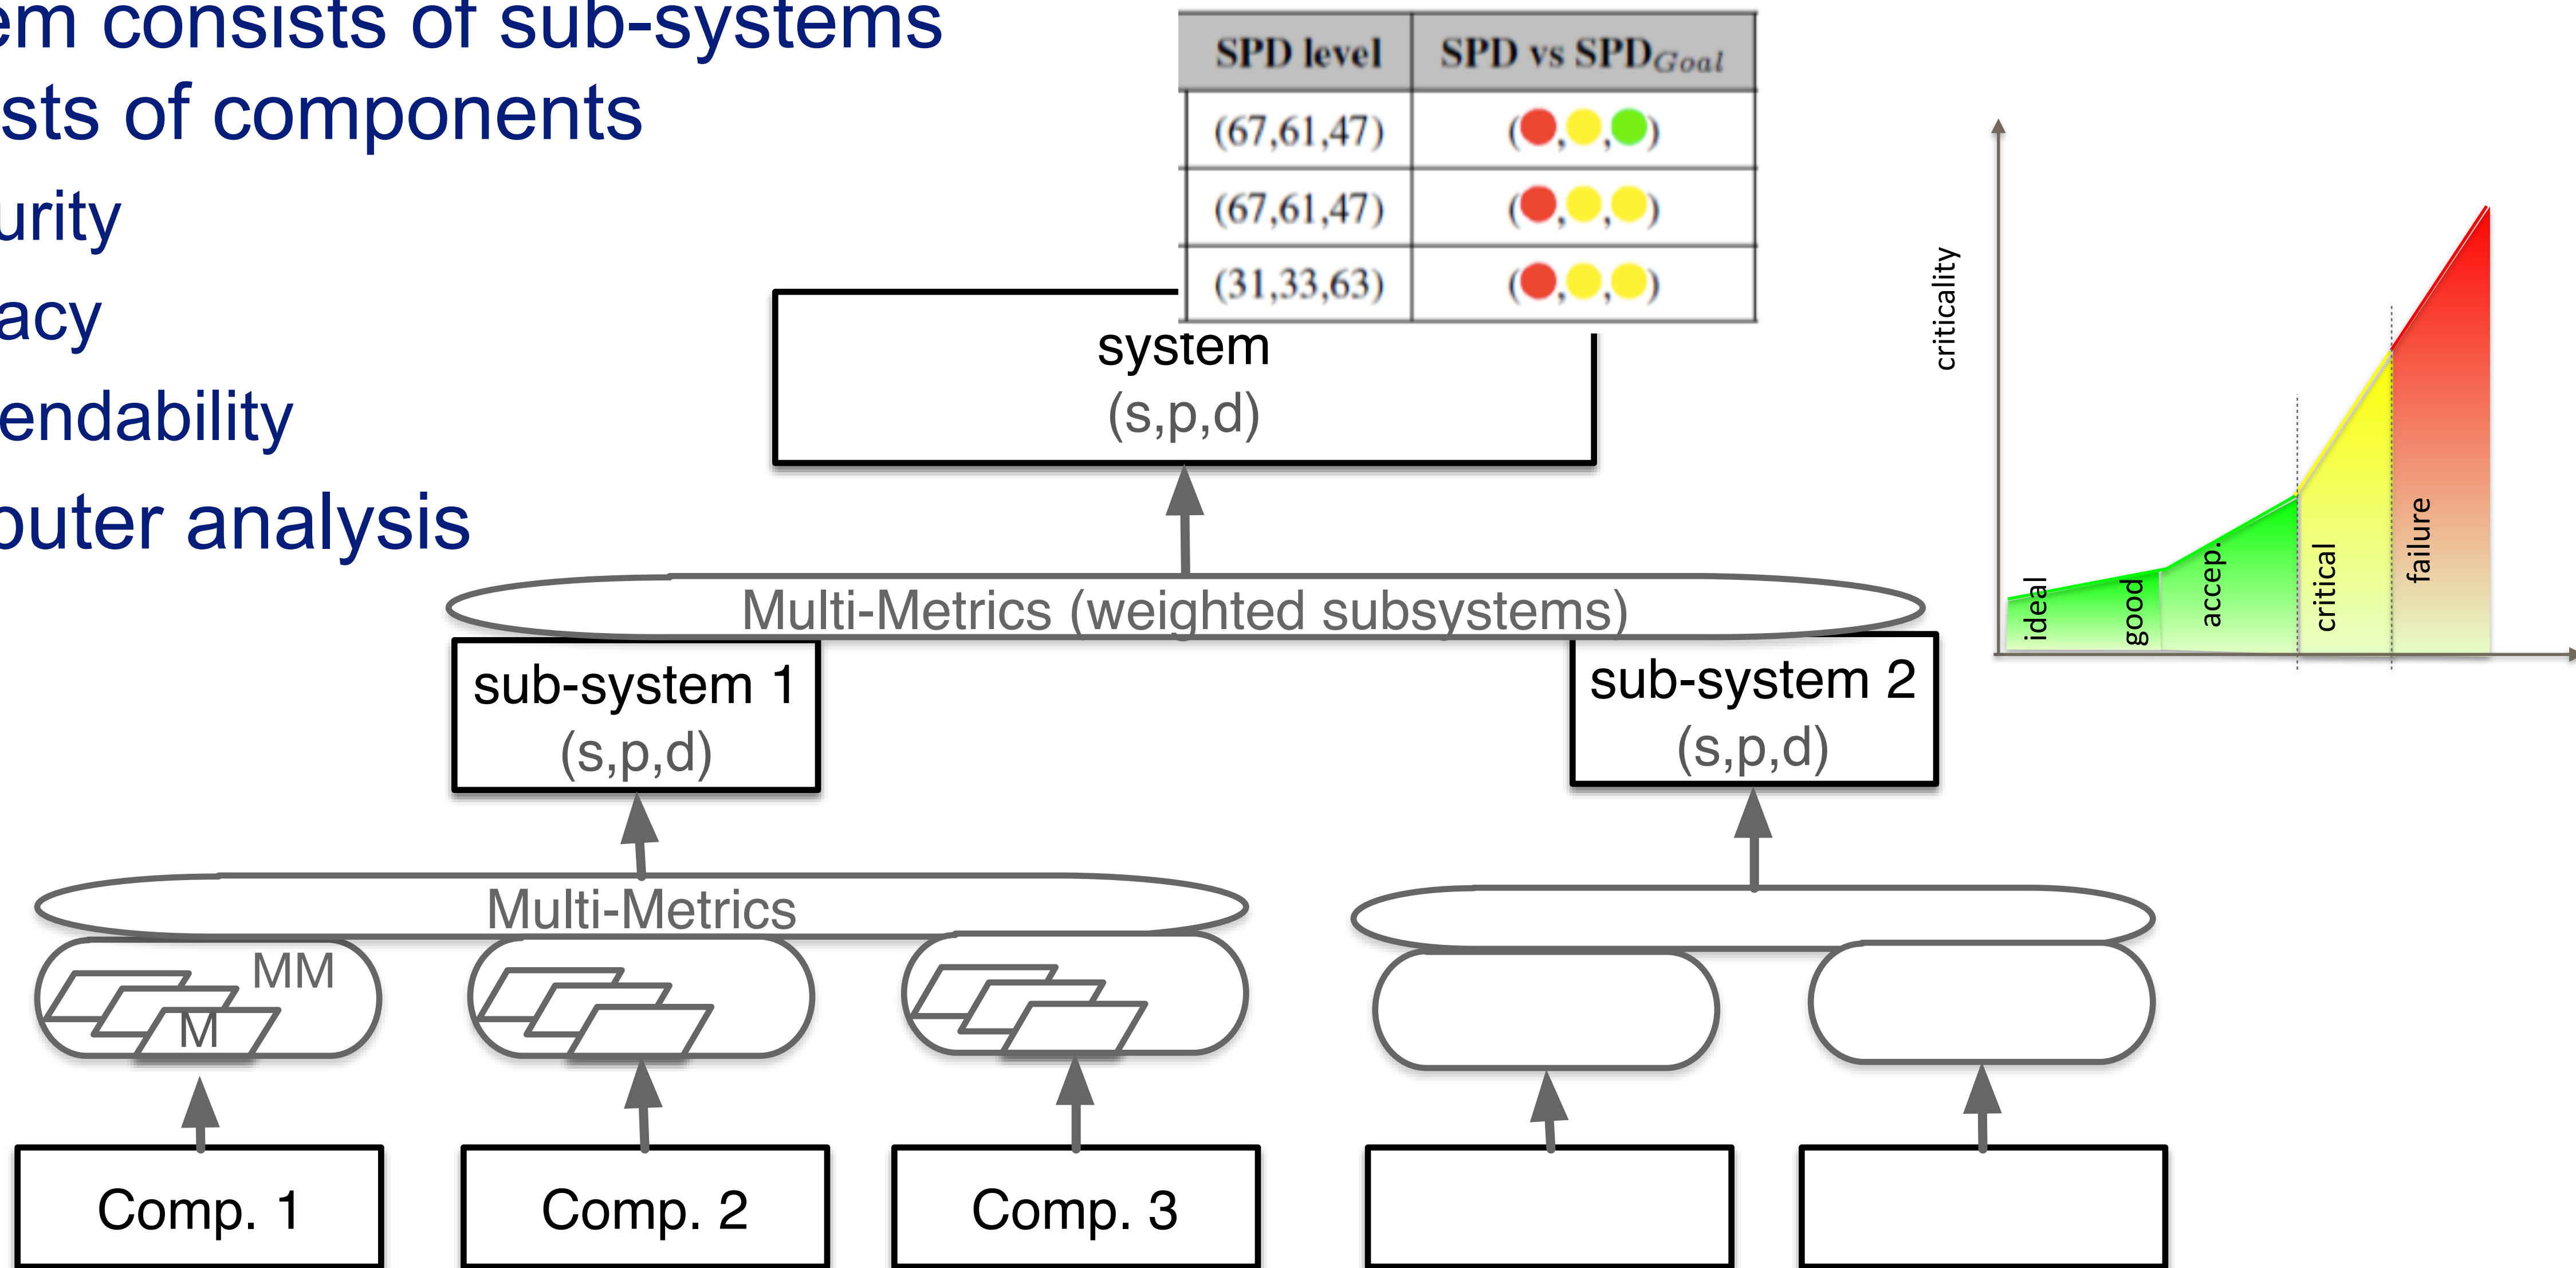 em consists of sub-systems
sts of components
urity
acy
endability
puter analysis
SPD level SPD vs SPD_Goal
(67,61,47) (●,●,●)
(67,61,47) (●,●,●)
(31,33,63) (●,●,●)
system
(s,p,d)
criticality
ideal
good
accep.
critical
failure
Multi-Metrics (weighted subsystems)
sub-system 1
(s,p,d)
sub-system 2
(s,p,d)
Multi-Metrics
MM
M
Comp. 1
Comp. 2
Comp. 3